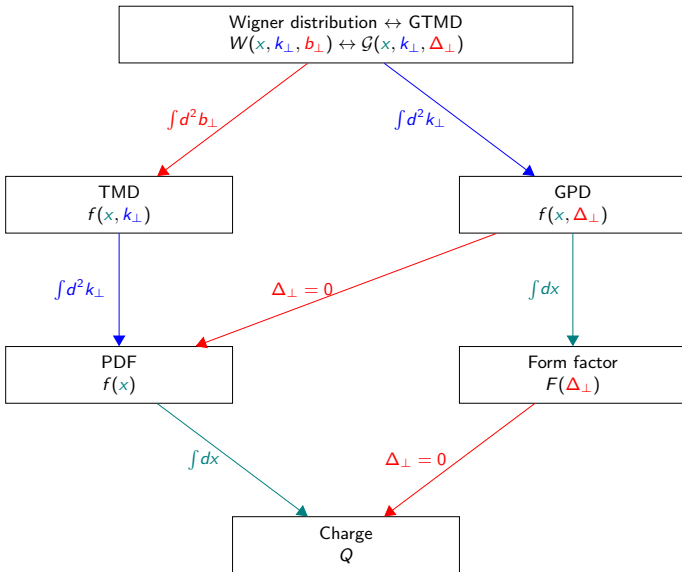 Wigner distribution ↔ GTMD
W(x, k⊥, b⊥) ↔ 𝒢(x, k⊥, Δ⊥)
∫d²b⊥
∫d²k⊥
TMD
f(x, k⊥)
GPD
f(x, Δ⊥)
∫d²k⊥
Δ⊥ = 0
∫dx
PDF
f(x)
Form factor
F(Δ⊥)
∫dx
Δ⊥ = 0
Charge
Q